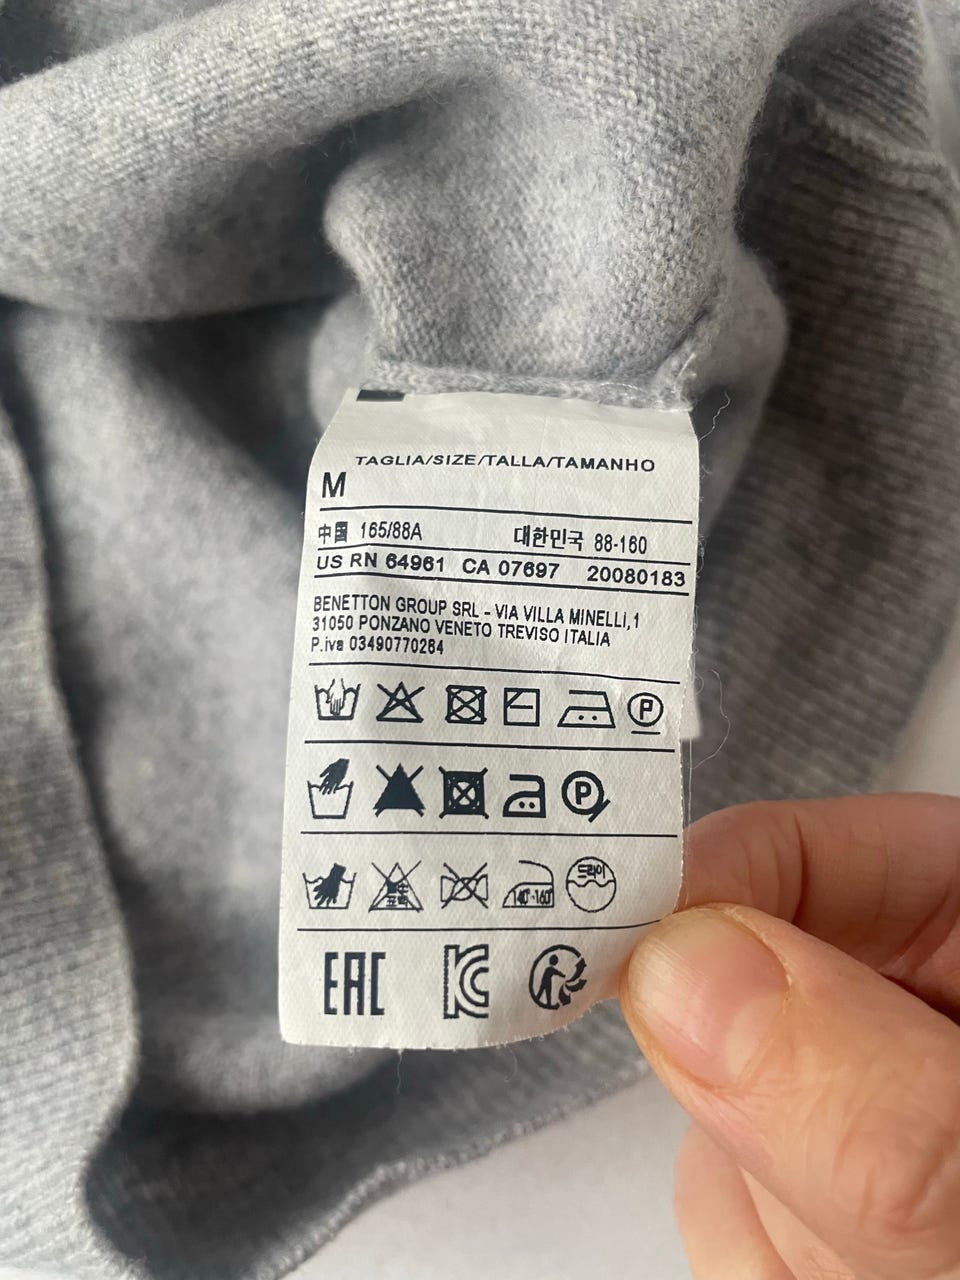 TAGLIA/SIZE/TALLA/TAMANHO
M
中国 165/88A 대한민국 88-160
US RN 64961 CA 07697 20080183
BENETTON GROUP SRL - VIA VILLA MINELLI,1
31050 PONZANO VENETO TREVISO ITALIA
P.iva 03490770264
P
P
드라이
140°-160°
EAC
KC